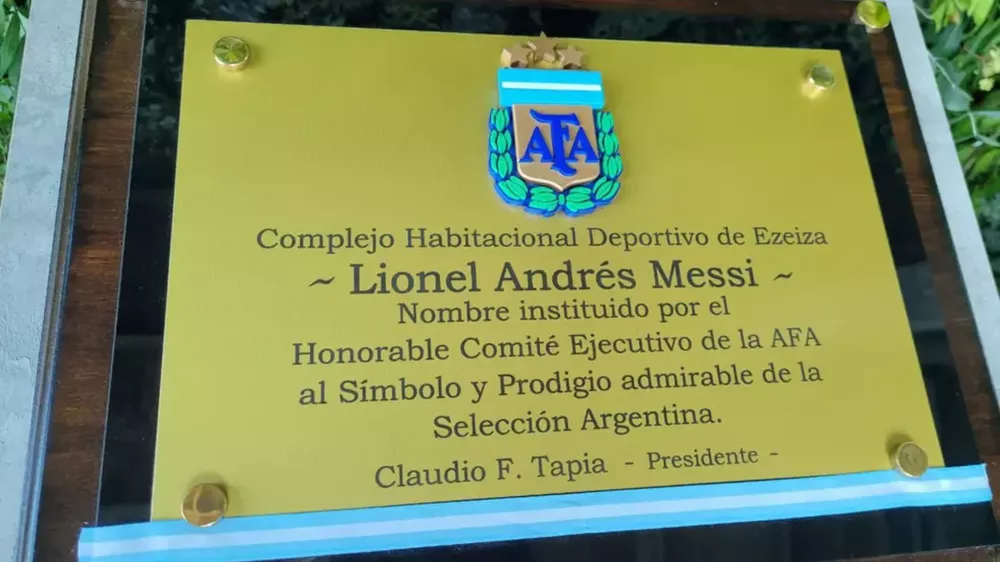 AFA
Complejo Habitacional Deportivo de Ezeiza
~ Lionel Andrés Messi ~
Nombre instituido por el
Honorable Comité Ejecutivo de la AFA
al Símbolo y Prodigio admirable de la
Selección Argentina.
Claudio F. Tapia - Presidente -